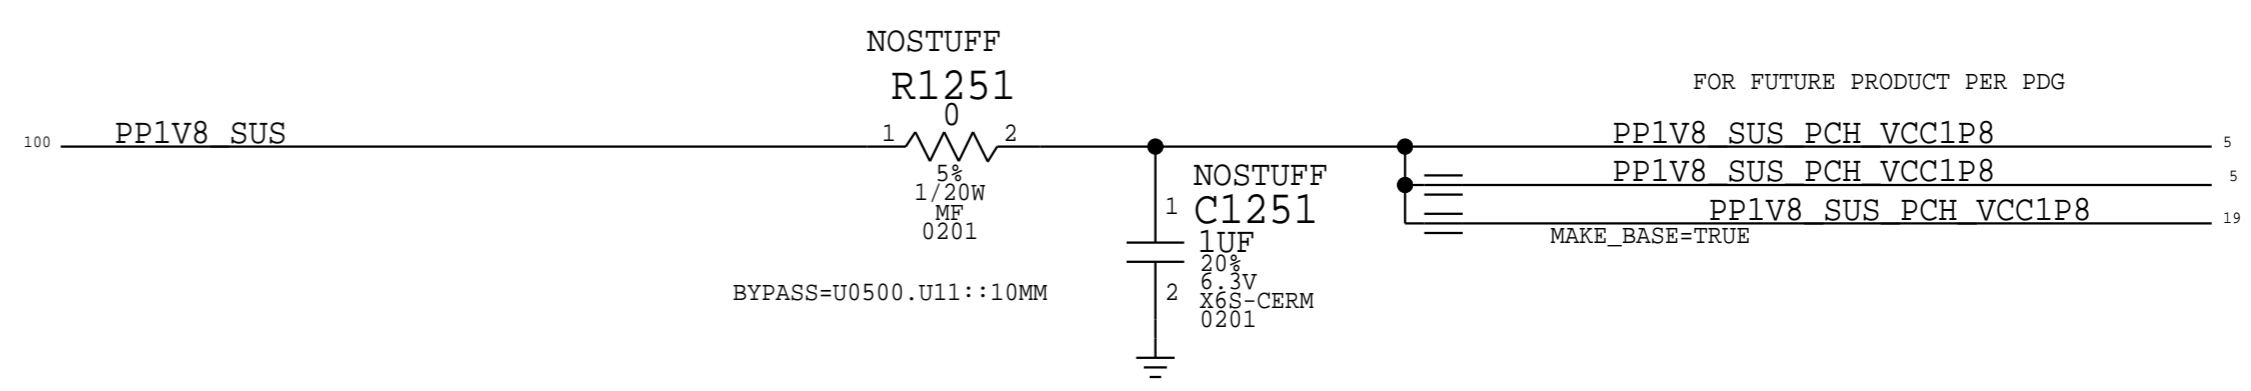 NOSTUFF
R1251
0
FOR FUTURE PRODUCT PER PDG
100
PP1V8_SUS
1
2
PP1V8_SUS_PCH_VCC1P8
5
5%
1/20W
MF
0201
NOSTUFF
1
C1251
1UF
20%
6.3V
X6S-CERM
0201
2
PP1V8_SUS_PCH_VCC1P8
5
PP1V8_SUS_PCH_VCC1P8
19
MAKE_BASE=TRUE
BYPASS=U0500.U11::10MM